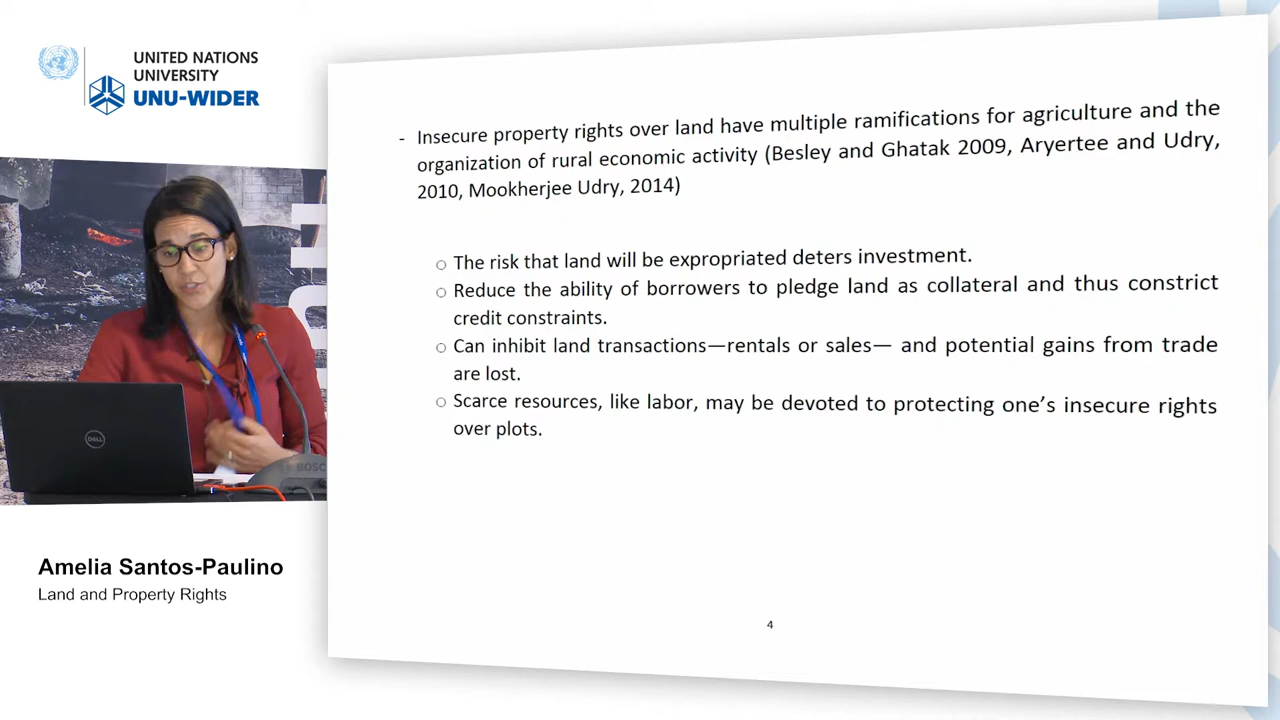 UNITED NATIONS
UNIVERSITY
UNU-WIDER
- Insecure property rights over land have multiple ramifications for agriculture and the
organization of rural economic activity (Besley and Ghatak 2009, Aryertee and Udry,
2010, Mookherjee Udry, 2014)
○ The risk that land will be expropriated deters investment.
○ Reduce the ability of borrowers to pledge land as collateral and thus constrict
credit constraints.
○ Can inhibit land transactions—rentals or sales— and potential gains from trade
are lost.
○ Scarce resources, like labor, may be devoted to protecting one's insecure rights
over plots.
4
DELL
BOSC
Amelia Santos-Paulino
Land and Property Rights